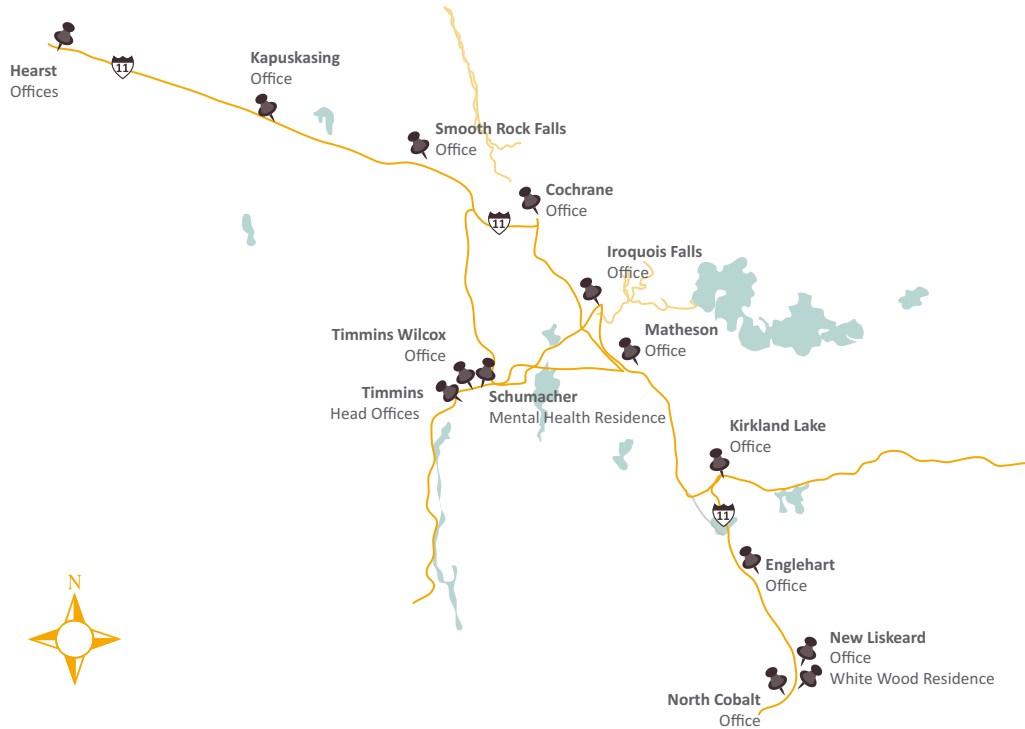 Hearst
Offices
11
Kapuskasing
Office
Smooth Rock Falls
Office
Cochrane
Office
11
Iroquois Falls
Office
Matheson
Office
Timmins Wilcox
Office
Timmins
Head Offices
Schumacher
Mental Health Residence
Kirkland Lake
Office
11
Englehart
Office
New Liskeard
Office
White Wood Residence
North Cobalt
Office
N